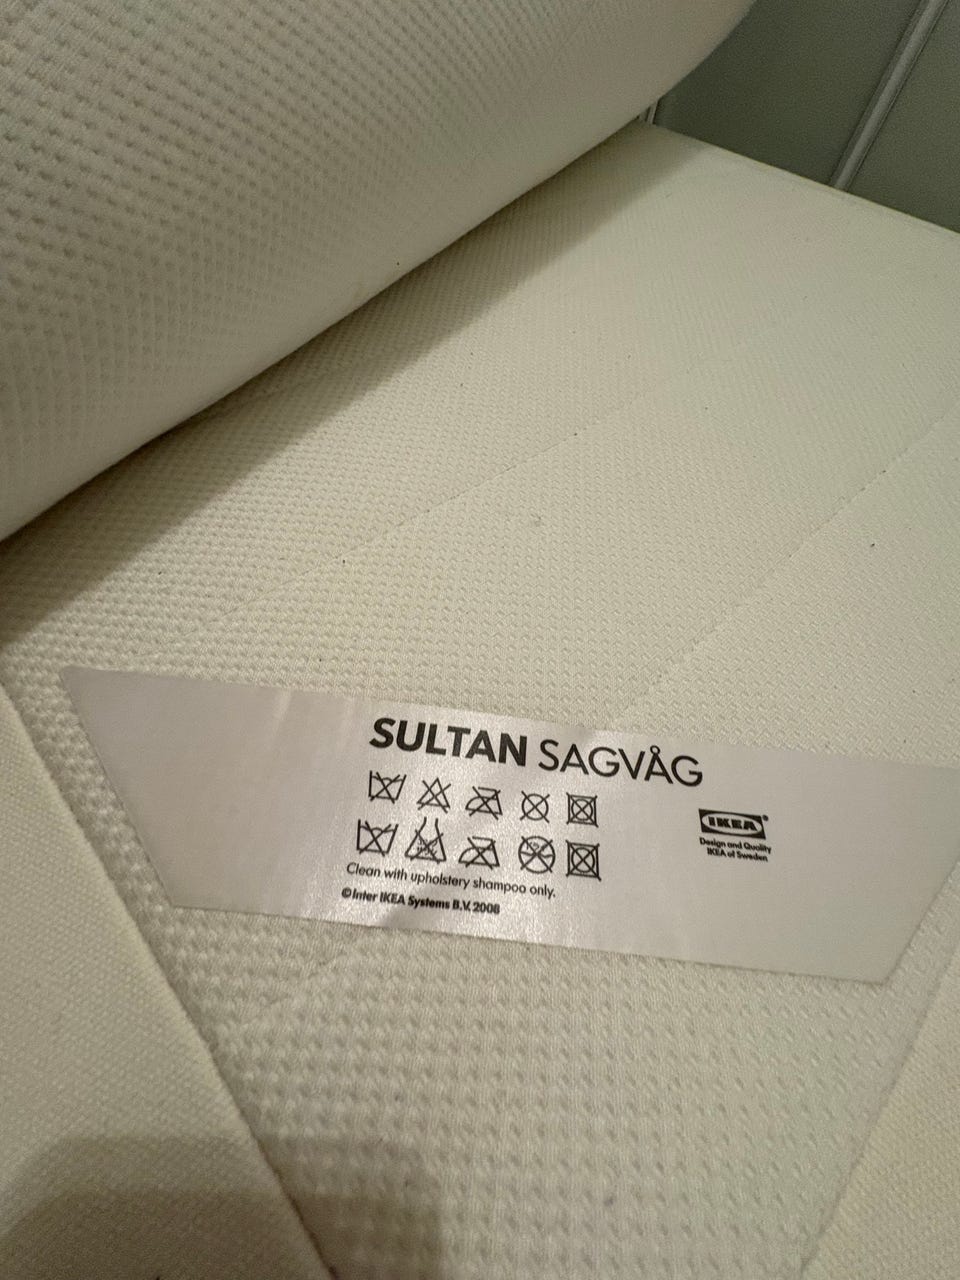 SULTAN SAGVÅG
Clean with upholstery shampoo only.
©Inter IKEA Systems B.V. 2008
IKEA®
Design and Quality
IKEA of Sweden